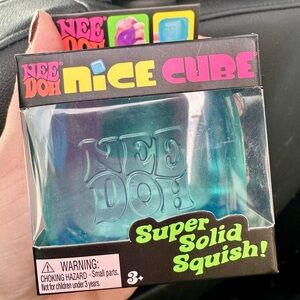 NEE
DOH
NEE
DOH
NICE CUBE
NEE
DOH
Super
Solid
Squish!
WARNING:
CHOKING HAZARD - Small parts.
Not for children under 3 years.
3+